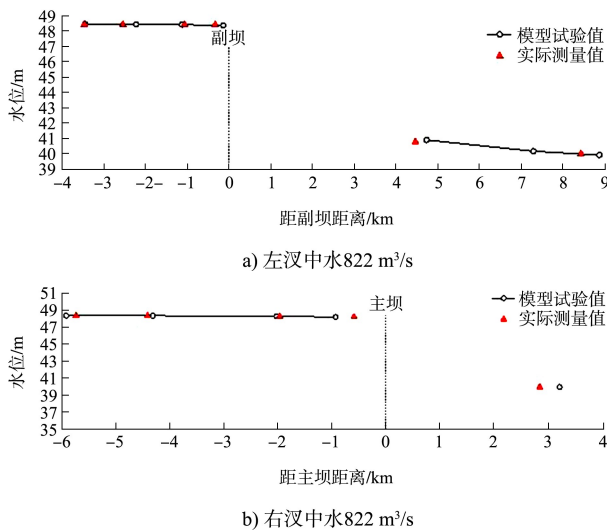 49
48
47
46
45
44
43
42
41
40
39
水位/m
副坝
模型试验值
实际测量值
-4 -3 -2- -1 0 1 2 3 4 5 6 7 8 9
距副坝距离/km
a) 左汊中水822 m³/s
51
49
47
45
43
41
39
37
35
水位/m
主坝
模型试验值
实际测量值
-6 -5 -4 -3 -2 -1 0 1 2 3 4
距主坝距离/km
b) 右汊中水822 m³/s